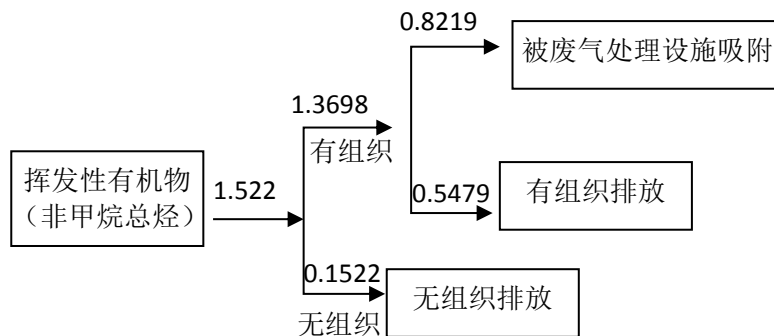 0.8219
被废气处理设施吸附
1.3698
有组织
挥发性有机物
（非甲烷总烃）
1.522
0.5479
有组织排放
0.1522
无组织
无组织排放